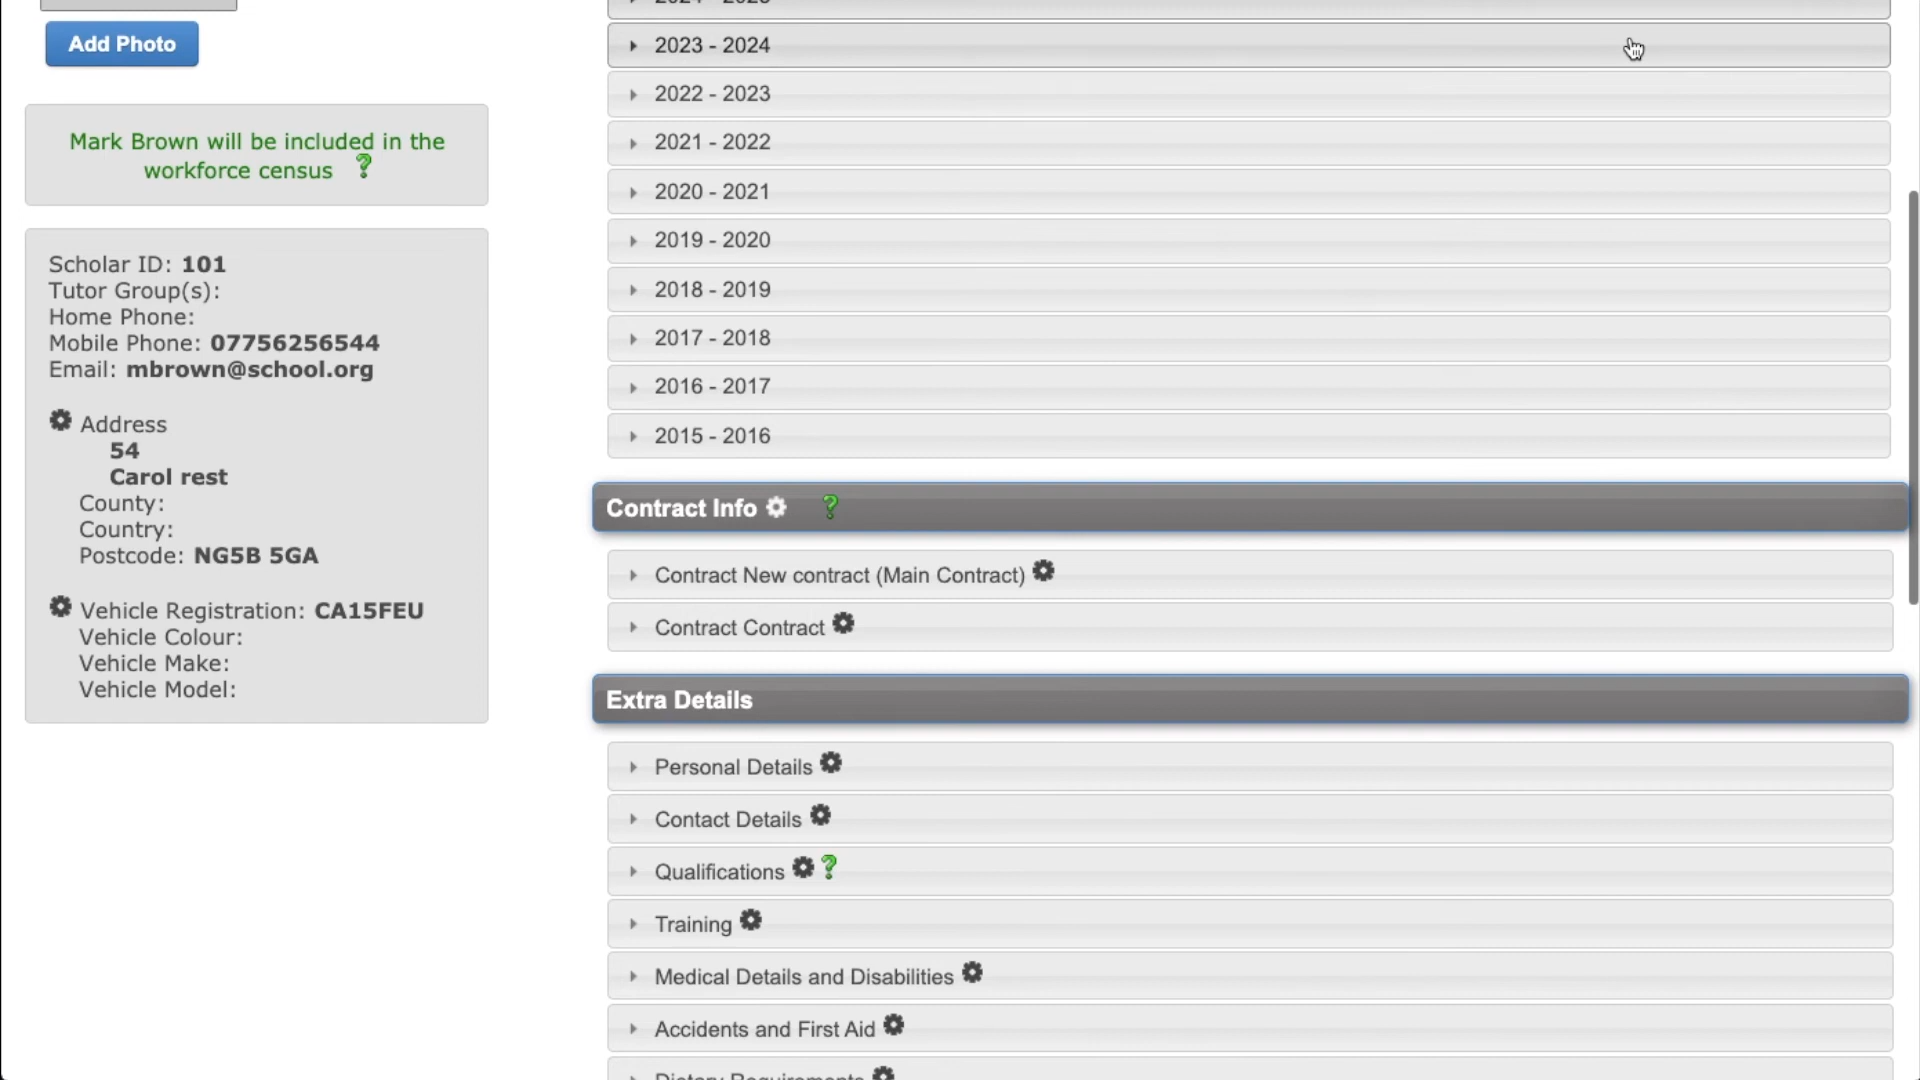 Add Photo
Mark Brown will be included in the
workforce census ?
Scholar ID: 101
Tutor Group(s):
Home Phone:
Mobile Phone: 07756256544
Email: mbrown@school.org
Address
54
Carol rest
County:
Country:
Postcode: NG5B 5GA
Vehicle Registration: CA15FEU
Vehicle Colour:
Vehicle Make:
Vehicle Model:
2023 - 2024
2022 - 2023
2021 - 2022
2020 - 2021
2019 - 2020
2018 - 2019
2017 - 2018
2016 - 2017
2015 - 2016
Contract Info ?
Contract New contract (Main Contract)
Contract Contract
Extra Details
Personal Details
Contact Details
Qualifications ?
Training
Medical Details and Disabilities
Accidents and First Aid
Dietary Requirements